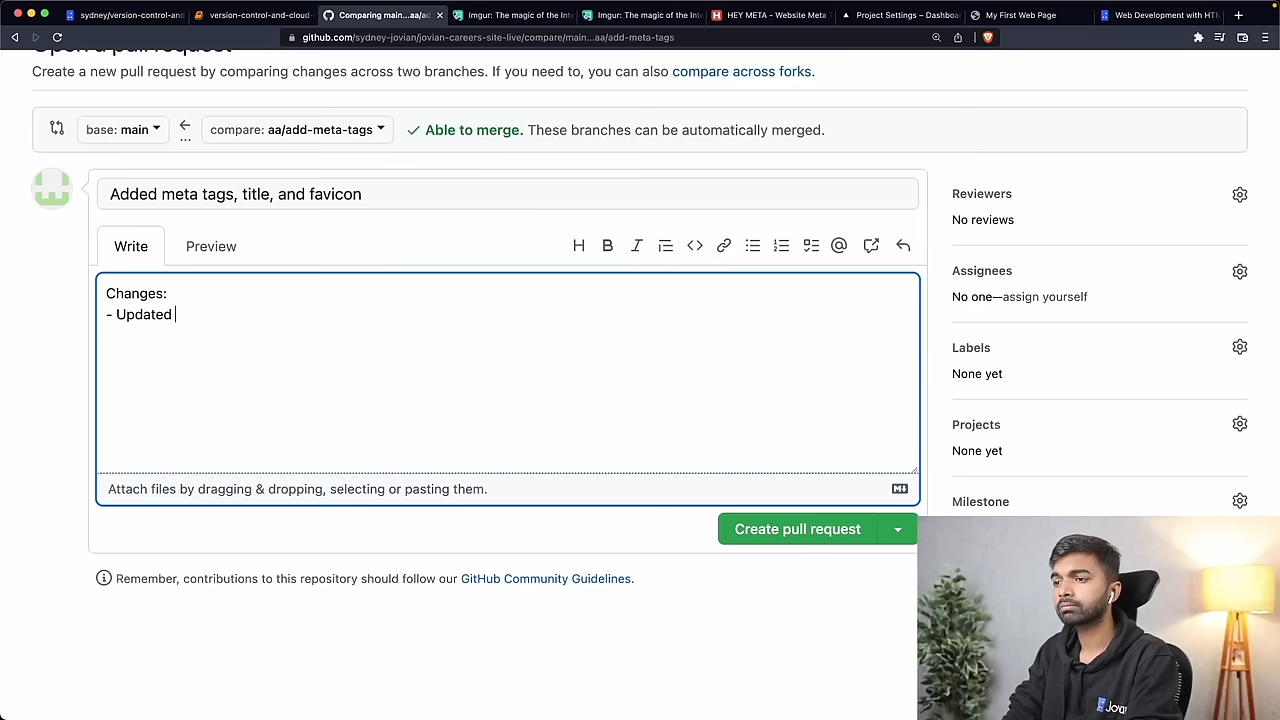 sydney/version-control-and
version-control-and-cloud-
Comparing main...aa/ad
Imgur: The magic of the Int
Imgur: The magic of the Inte
HEY META - Website Meta T
Project Settings – Dashboa
My First Web Page
Web Development with HTM
github.com/sydney-jovian/jovian-careers-site-live/compare/main...aa/add-meta-tags
Open a pull request
Create a new pull request by comparing changes across two branches. If you need to, you can also compare across forks.
base: main
...
compare: aa/add-meta-tags
Able to merge. These branches can be automatically merged.
Added meta tags, title, and favicon
Write
Preview
Changes:
- Updated
Attach files by dragging & dropping, selecting or pasting them.
Create pull request
Remember, contributions to this repository should follow our GitHub Community Guidelines.
Reviewers
No reviews
Assignees
No one—assign yourself
Labels
None yet
Projects
None yet
Milestone